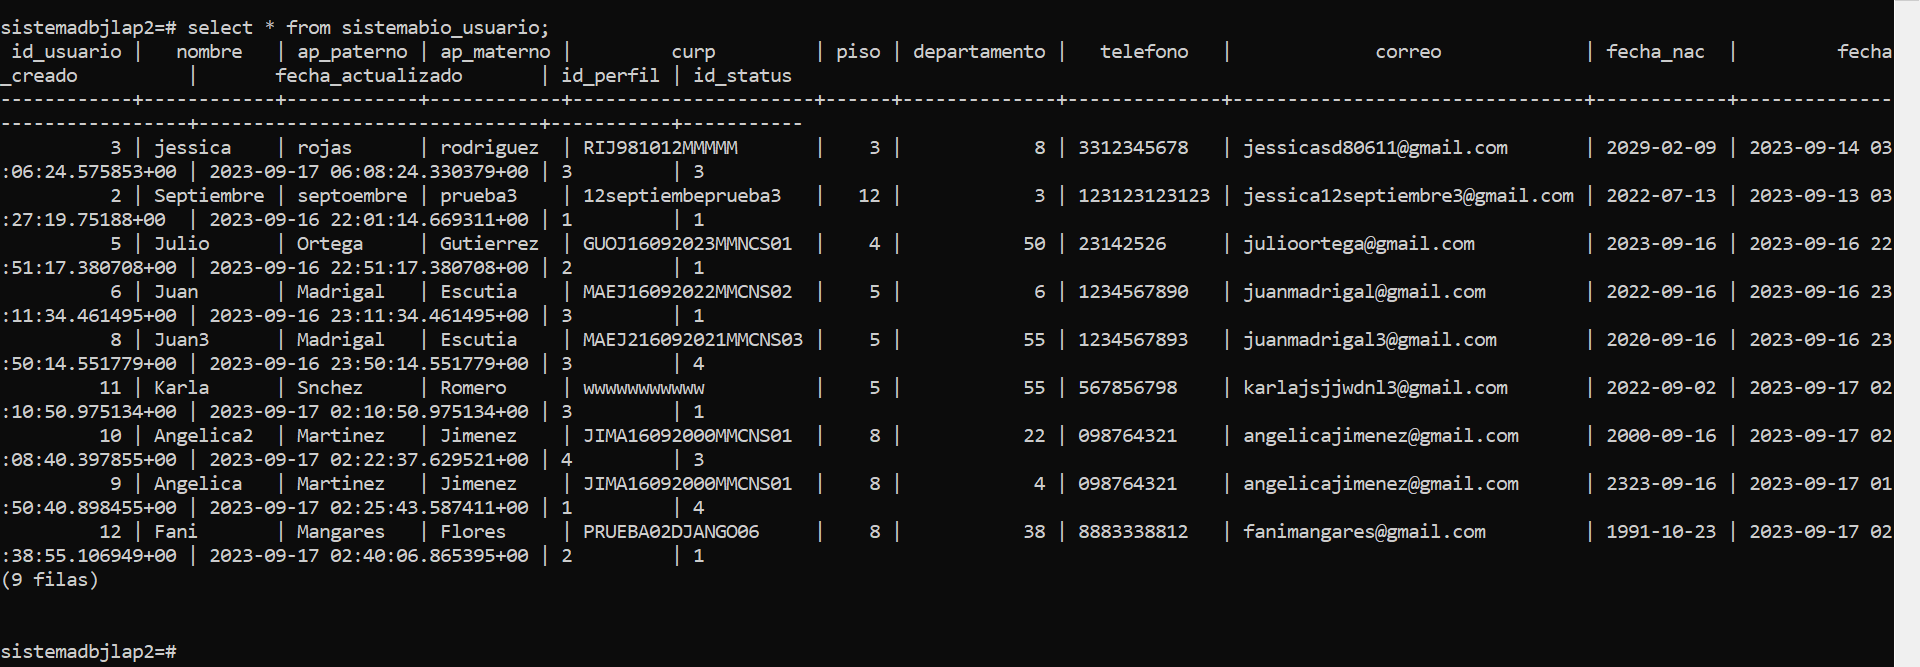 sistemadbjlap2=# select * from sistemabio_usuario;
 id_usuario |   nombre   | ap_paterno | ap_materno |         curp         | piso | departamento |   telefono   |             correo             | fecha_nac  |         fecha
_creado          |       fecha_actualizado       | id_perfil | id_status
------------+------------+------------+------------+----------------------+------+--------------+--------------+--------------------------------+------------+--------------
-----------------+-------------------------------+-----------+-----------
          3 | jessica    | rojas      | rodriguez  | RIJ981012MMMMM       |    3 |            8 | 3312345678   | jessicasd80611@gmail.com       | 2029-02-09 | 2023-09-14 03
:06:24.575853+00 | 2023-09-17 06:08:24.330379+00 | 3         | 3
          2 | Septiembre | septoembre | prueba3    | 12septiembeprueba3   |   12 |            3 | 123123123123 | jessica12septiembre3@gmail.com | 2022-07-13 | 2023-09-13 03
:27:19.75188+00  | 2023-09-16 22:01:14.669311+00 | 1         | 1
          5 | Julio      | Ortega     | Gutierrez  | GUOJ16092023MMNCS01  |    4 |           50 | 23142526     | julioortega@gmail.com          | 2023-09-16 | 2023-09-16 22
:51:17.380708+00 | 2023-09-16 22:51:17.380708+00 | 2         | 1
          6 | Juan       | Madrigal   | Escutia    | MAEJ16092022MMCNS02  |    5 |            6 | 1234567890   | juanmadrigal@gmail.com         | 2022-09-16 | 2023-09-16 23
:11:34.461495+00 | 2023-09-16 23:11:34.461495+00 | 3         | 1
          8 | Juan3      | Madrigal   | Escutia    | MAEJ216092021MMCNS03 |    5 |           55 | 1234567893   | juanmadrigal3@gmail.com        | 2020-09-16 | 2023-09-16 23
:50:14.551779+00 | 2023-09-16 23:50:14.551779+00 | 3         | 4
         11 | Karla      | Snchez     | Romero     | wwwwwwwwwww          |    5 |           55 | 567856798    | karlajsjjwdnl3@gmail.com       | 2022-09-02 | 2023-09-17 02
:10:50.975134+00 | 2023-09-17 02:10:50.975134+00 | 3         | 1
         10 | Angelica2  | Martinez   | Jimenez    | JIMA16092000MMCNS01  |    8 |           22 | 098764321    | angelicajimenez@gmail.com      | 2000-09-16 | 2023-09-17 02
:08:40.397855+00 | 2023-09-17 02:22:37.629521+00 | 4         | 3
          9 | Angelica   | Martinez   | Jimenez    | JIMA16092000MMCNS01  |    8 |            4 | 098764321    | angelicajimenez@gmail.com      | 2323-09-16 | 2023-09-17 01
:50:40.898455+00 | 2023-09-17 02:25:43.587411+00 | 1         | 4
         12 | Fani       | Mangares   | Flores     | PRUEBA02DJANGO06     |    8 |           38 | 8883338812   | fanimangares@gmail.com         | 1991-10-23 | 2023-09-17 02
:38:55.106949+00 | 2023-09-17 02:40:06.865395+00 | 2         | 1
(9 filas)
sistemadbjlap2=#